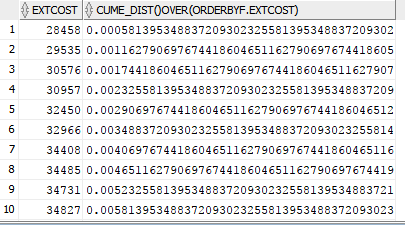 EXTCOST CUME_DIST()OVER(ORDERBYF.EXTCOST)
1 28458 0.000581395348837209302325581395348837209302
2 29535 0.001162790697674418604651162790697674418605
3 30576 0.001744186046511627906976744186046511627907
4 30957 0.002325581395348837209302325581395348837209
5 32450 0.002906976744186046511627906976744186046512
6 32966 0.003488372093023255813953488372093023255814
7 34408 0.004069767441860465116279069767441860465116
8 34485 0.004651162790697674418604651162790697674419
9 34731 0.005232558139534883720930232558139534883721
10 34827 0.005813953488372093023255813953488372093023